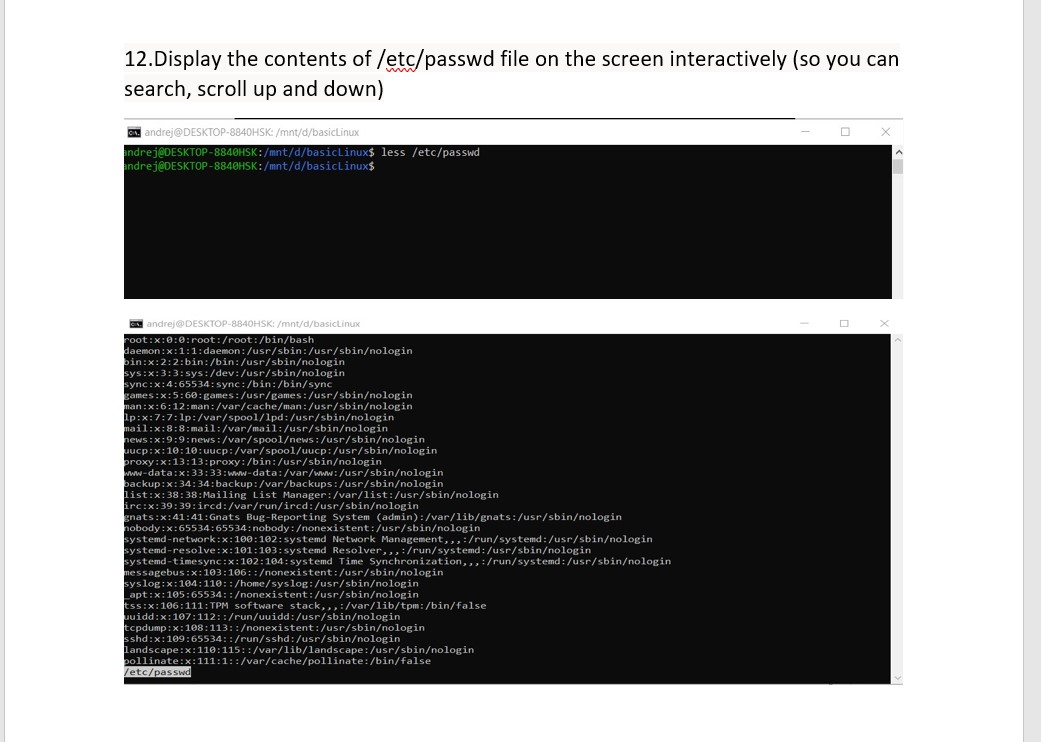 12.Display the contents of /etc/passwd file on the screen interactively (so you can
search, scroll up and down)
andrej@DESKTOP-8840HSK: /mnt/d/basicLinux
andrej@DESKTOP-8840HSK:/mnt/d/basicLinux$ less /etc/passwd
andrej@DESKTOP-8840HSK:/mnt/d/basicLinux$
andrej@DESKTOP-8840HSK: /mnt/d/basicLinux
root:x:0:0:root:/root:/bin/bash
daemon:x:1:1:daemon:/usr/sbin:/usr/sbin/nologin
bin:x:2:2:bin:/bin:/usr/sbin/nologin
sys:x:3:3:sys:/dev:/usr/sbin/nologin
sync:x:4:65534:sync:/bin:/bin/sync
games:x:5:60:games:/usr/games:/usr/sbin/nologin
man:x:6:12:man:/var/cache/man:/usr/sbin/nologin
lp:x:7:7:lp:/var/spool/lpd:/usr/sbin/nologin
mail:x:8:8:mail:/var/mail:/usr/sbin/nologin
news:x:9:9:news:/var/spool/news:/usr/sbin/nologin
uucp:x:10:10:uucp:/var/spool/uucp:/usr/sbin/nologin
proxy:x:13:13:proxy:/bin:/usr/sbin/nologin
www-data:x:33:33:www-data:/var/www:/usr/sbin/nologin
backup:x:34:34:backup:/var/backups:/usr/sbin/nologin
list:x:38:38:Mailing List Manager:/var/list:/usr/sbin/nologin
irc:x:39:39:ircd:/var/run/ircd:/usr/sbin/nologin
gnats:x:41:41:Gnats Bug-Reporting System (admin):/var/lib/gnats:/usr/sbin/nologin
nobody:x:65534:65534:nobody:/nonexistent:/usr/sbin/nologin
systemd-network:x:100:102:systemd Network Management,,,:/run/systemd:/usr/sbin/nologin
systemd-resolve:x:101:103:systemd Resolver,,,:/run/systemd:/usr/sbin/nologin
systemd-timesync:x:102:104:systemd Time Synchronization,,,:/run/systemd:/usr/sbin/nologin
messagebus:x:103:106::/nonexistent:/usr/sbin/nologin
syslog:x:104:110::/home/syslog:/usr/sbin/nologin
_apt:x:105:65534::/nonexistent:/usr/sbin/nologin
tss:x:106:111:TPM software stack,,,:/var/lib/tpm:/bin/false
uuidd:x:107:112::/run/uuidd:/usr/sbin/nologin
tcpdump:x:108:113::/nonexistent:/usr/sbin/nologin
sshd:x:109:65534::/run/sshd:/usr/sbin/nologin
landscape:x:110:115::/var/lib/landscape:/usr/sbin/nologin
pollinate:x:111:1::/var/cache/pollinate:/bin/false
/etc/passwd